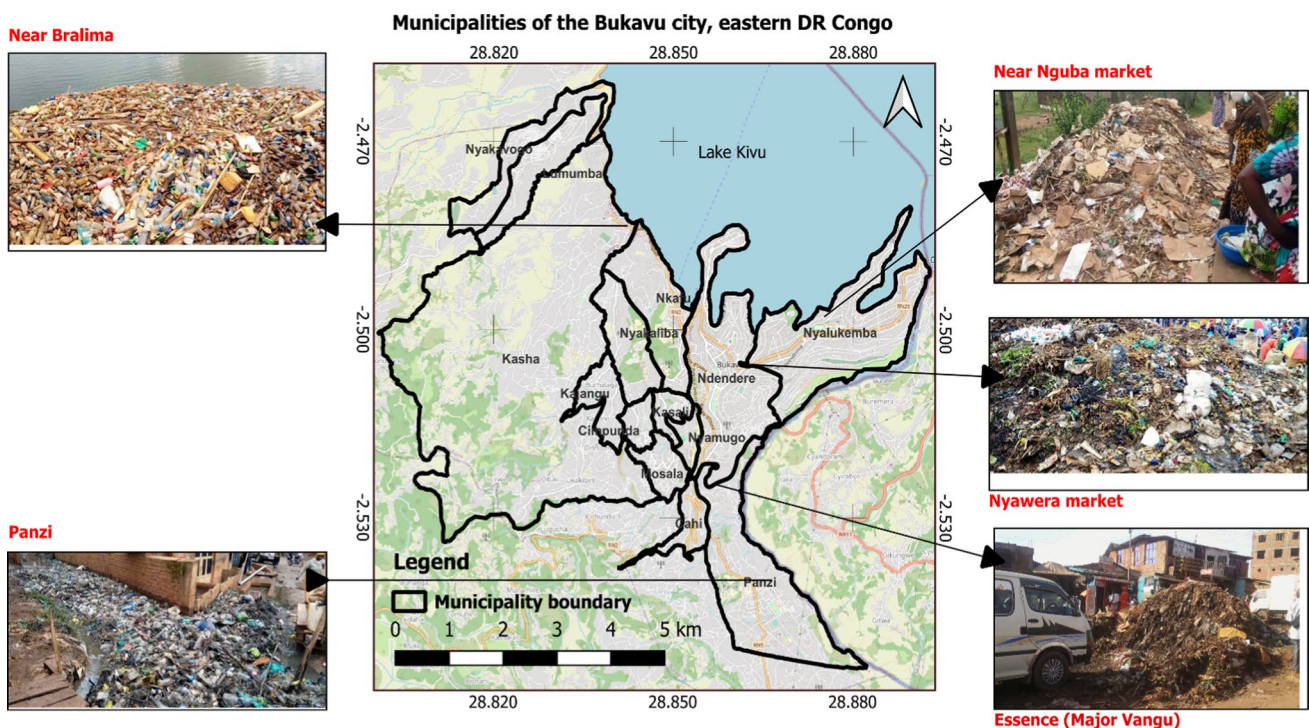 Municipalities of the Bukavu city, eastern DR Congo
Near Bralima
28.820 28.850 28.880
Near Nguba market
-2.470 -2.470
Nyakavogo
Lumumba
Lake Kivu
Nkafu
Nyakaliba
Nyalukemba
-2.500 -2.500
Kasha
Bukavu
Ndendere
Kajangu
Kasali
Cimpunda
Nyamugo
Mosala
Nyawera market
-2.530 -2.530
Panzi
Cahi
Legend
Municipality boundary
Panzi
0 1 2 3 4 5 km
28.820 28.850 28.880
Essence (Major Vangu)